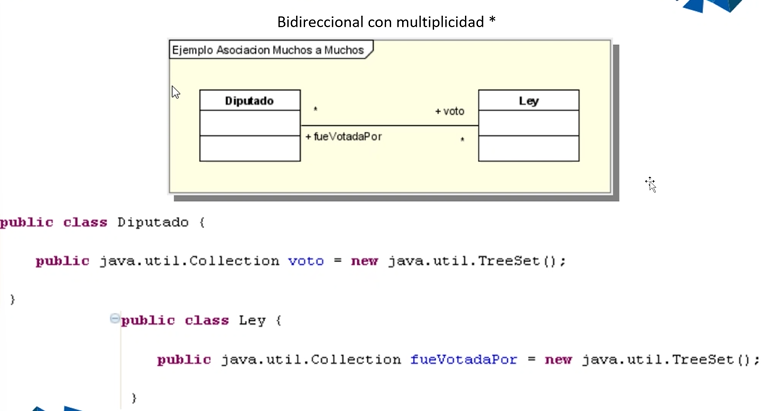 Bidireccional con multiplicidad *
Ejemplo Asociacion Muchos a Muchos
Diputado
*
+ voto
Ley
+ fueVotadaPor
*
public class Diputado {
public java.util.Collection voto = new java.util.TreeSet();
}
public class Ley {
public java.util.Collection fueVotadaPor = new java.util.TreeSet();
}